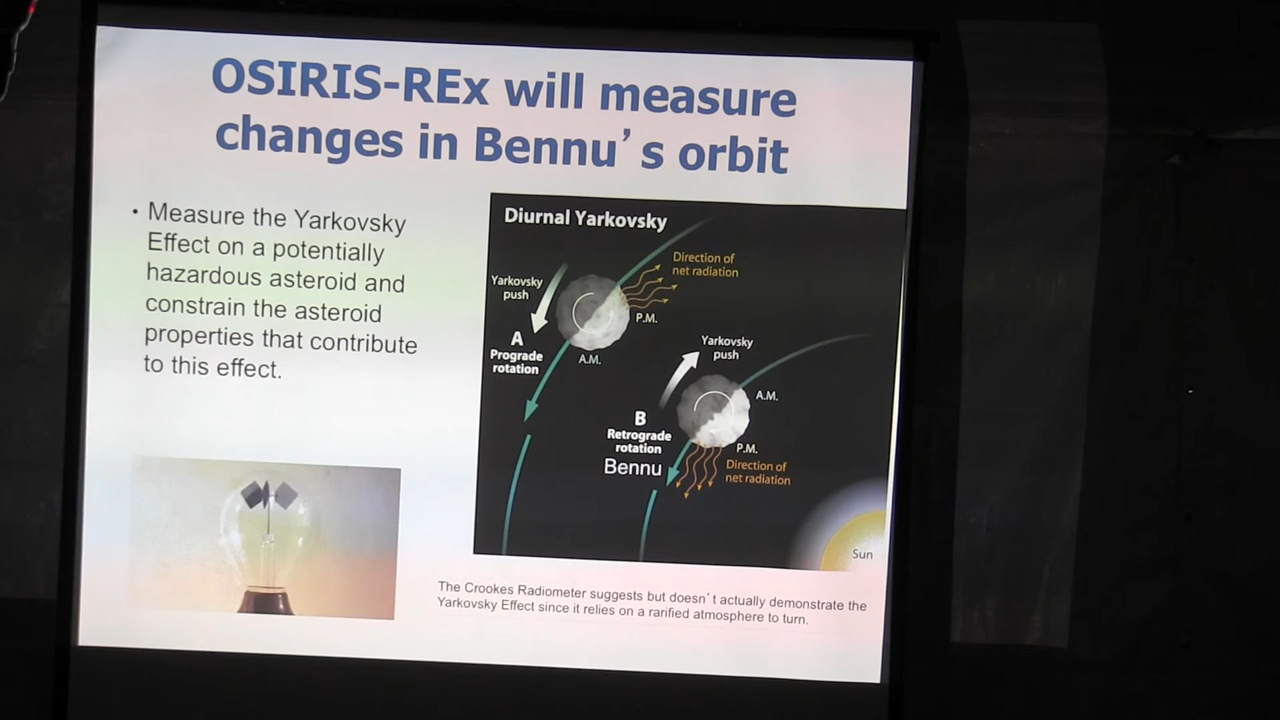 OSIRIS-REx will measure
changes in Bennu's orbit
• Measure the Yarkovsky
Effect on a potentially
hazardous asteroid and
constrain the asteroid
properties that contribute
to this effect.
Diurnal Yarkovsky
Direction of
net radiation
Yarkovsky
push
P.M.
A
Prograde
rotation
A.M.
Yarkovsky
push
A.M.
B
Retrograde
rotation
Bennu
P.M.
Direction of
net radiation
Sun
The Crookes Radiometer suggests but doesn't actually demonstrate the
Yarkovsky Effect since it relies on a rarified atmosphere to turn.